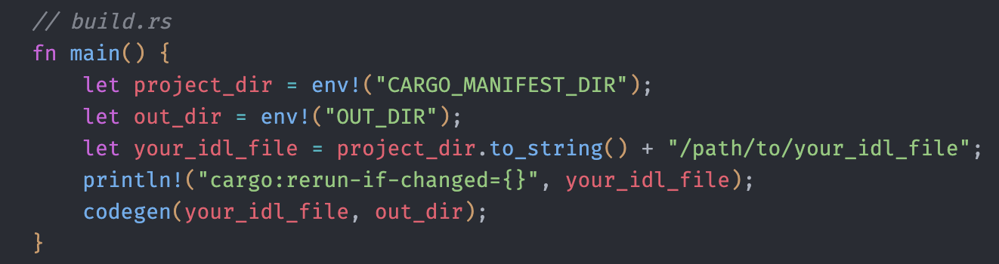 // build.rs
fn main() {
    let project_dir = env!("CARGO_MANIFEST_DIR");
    let out_dir = env!("OUT_DIR");
    let your_idl_file = project_dir.to_string() + "/path/to/your_idl_file";
    println!("cargo:rerun-if-changed={}", your_idl_file);
    codegen(your_idl_file, out_dir);
}